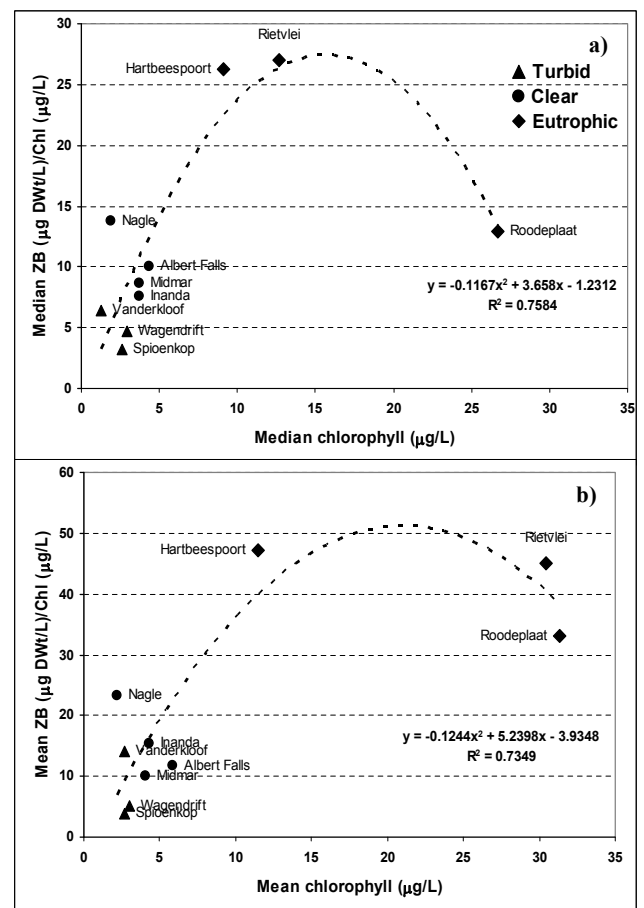 a)
Median ZB (μg DWt/L)/Chl (μg/L)
30
25
20
15
10
5
0
Rietvlei
Hartbeespoort
Turbid
Clear
Eutrophic
Nagle
Albert Falls
Midmar
Inanda
Vanderkloof
Wagendrift
Spioenkop
Roodeplaat
y = -0.1167x² + 3.658x - 1.2312
R² = 0.7584
0 5 10 15 20 25 30 35
Median chlorophyll (μg/L)
b)
Mean ZB (μg DWt/L)/Chl (μg/L)
60
50
40
30
20
10
0
Hartbeespoort
Rietvlei
Roodeplaat
Nagle
Inanda
Vanderkloof
Albert Falls
Midmar
Wagendrift
Spioenkop
y = -0.1244x² + 5.2398x - 3.9348
R² = 0.7349
0 5 10 15 20 25 30 35
Mean chlorophyll (μg/L)